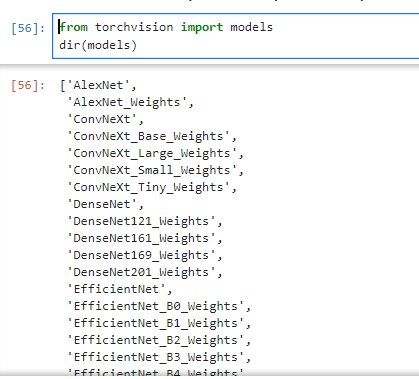 [56]: from torchvision import models
dir(models)
[56]: ['AlexNet',
'AlexNet_Weights',
'ConvNeXt',
'ConvNeXt_Base_Weights',
'ConvNeXt_Large_Weights',
'ConvNeXt_Small_Weights',
'ConvNeXt_Tiny_Weights',
'DenseNet',
'DenseNet121_Weights',
'DenseNet161_Weights',
'DenseNet169_Weights',
'DenseNet201_Weights',
'EfficientNet',
'EfficientNet_B0_Weights',
'EfficientNet_B1_Weights',
'EfficientNet_B2_Weights',
'EfficientNet_B3_Weights',
'EfficientNet_B4_Weights',